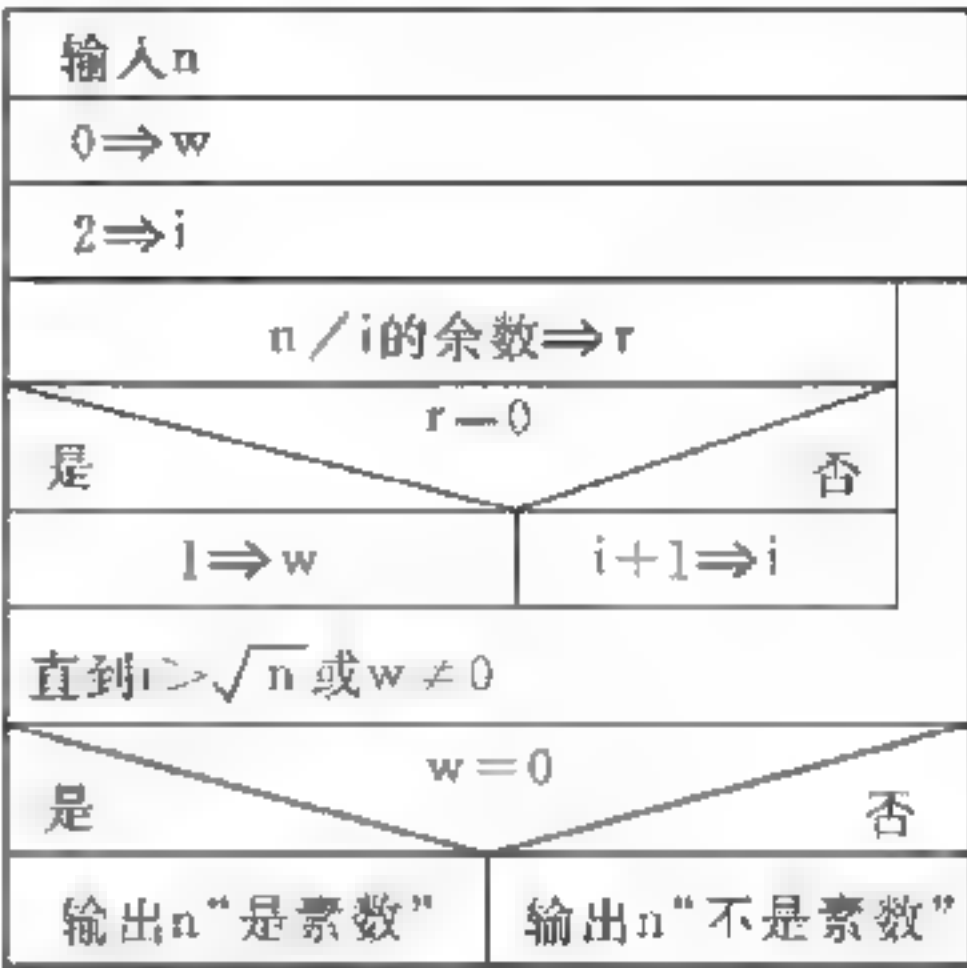 输入n
0⇒w
2⇒i
n/i的余数⇒r
r=0
是 否
1⇒w i+1⇒i
直到i>√n或w≠0
w=0
是 否
输出n“是素数” 输出n“不是素数”